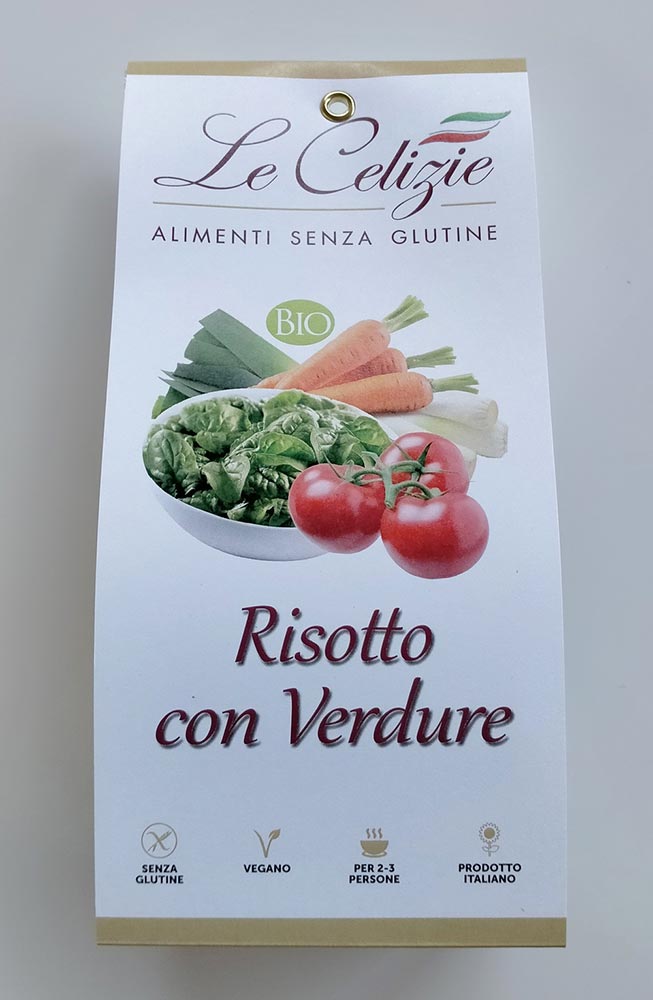 Le Celizie
ALIMENTI SENZA GLUTINE
BIO
Risotto
con Verdure
SENZA
GLUTINE
VEGANO
PER 2-3
PERSONE
PRODOTTO
ITALIANO